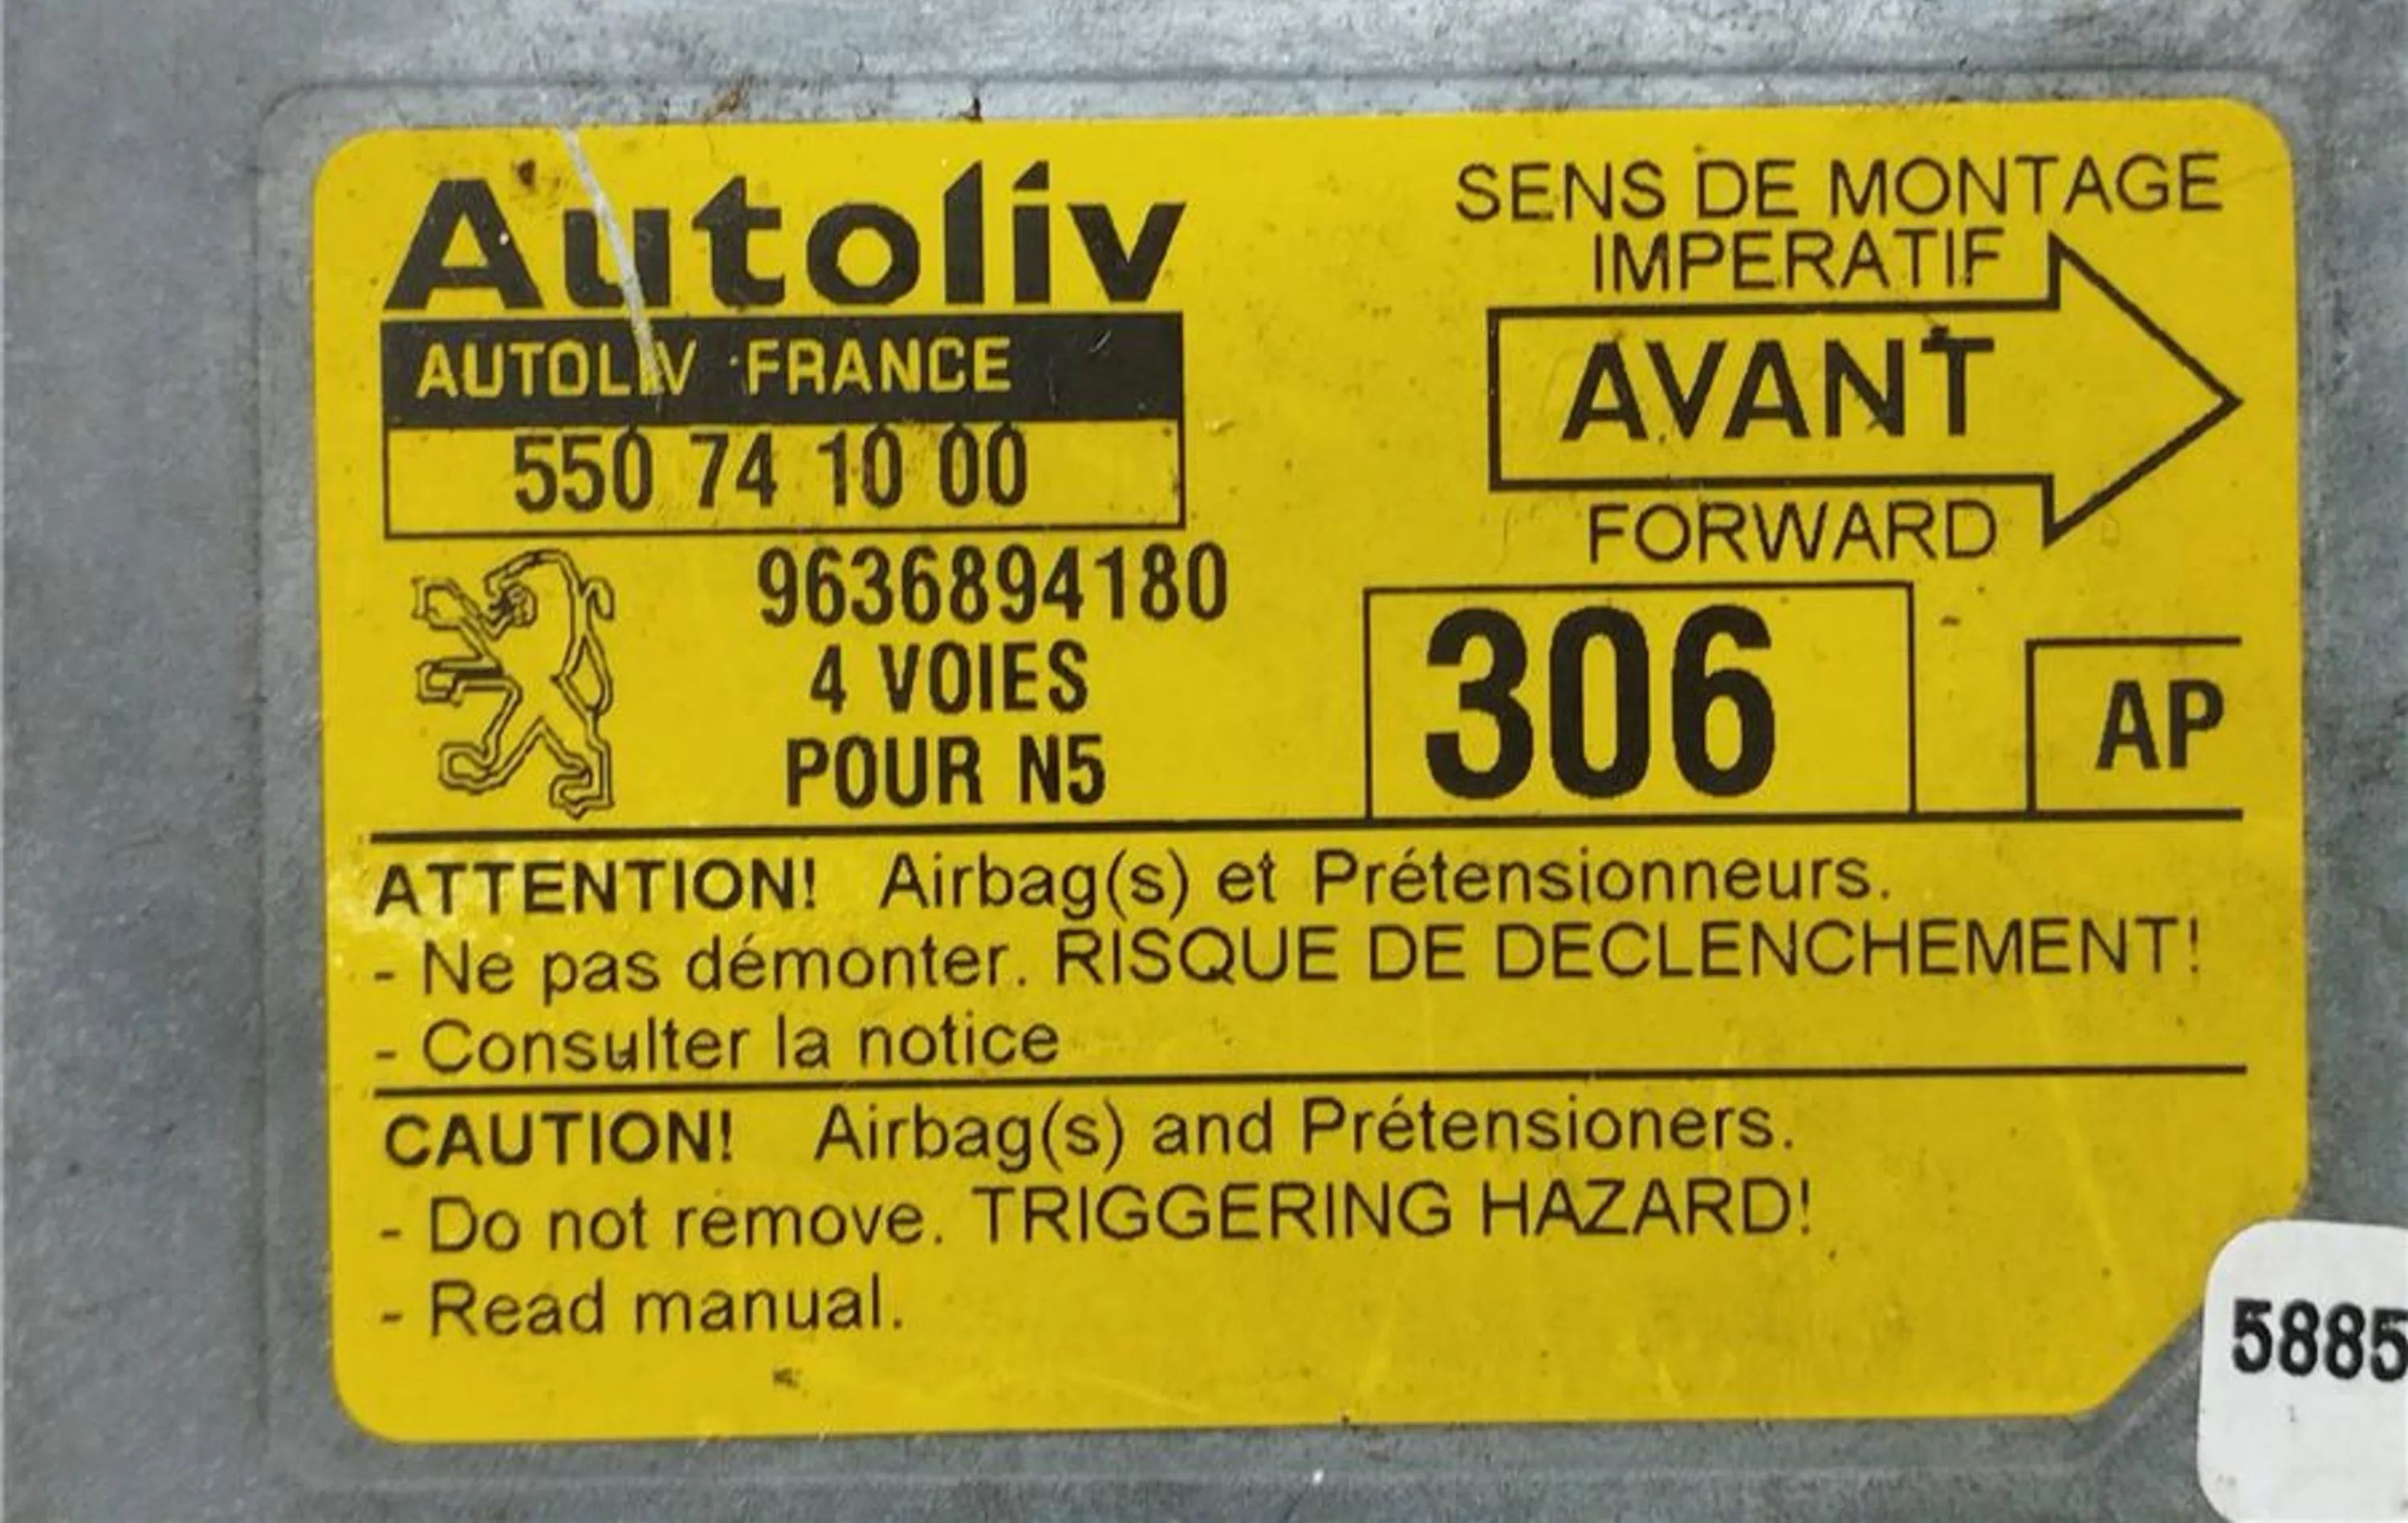 Autoliv
AUTOLIV FRANCE
550 74 10 00
9636894180
4 VOIES
POUR N5
SENS DE MONTAGE
IMPERATIF
AVANT
FORWARD
306
AP
ATTENTION! Airbag(s) et Prétensionneurs.
- Ne pas démonter. RISQUE DE DECLENCHEMENT!
- Consulter la notice
CAUTION! Airbag(s) and Prétensioners.
- Do not remove. TRIGGERING HAZARD!
- Read manual.
5885